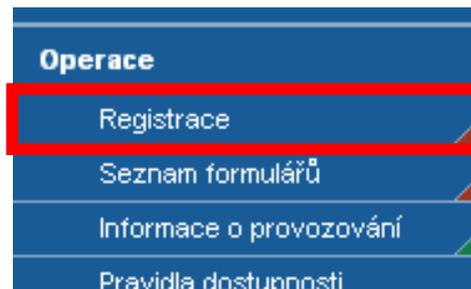 Operace
Registrace
Seznam formulářů
Informace o provozování
Pravidla dostupnosti